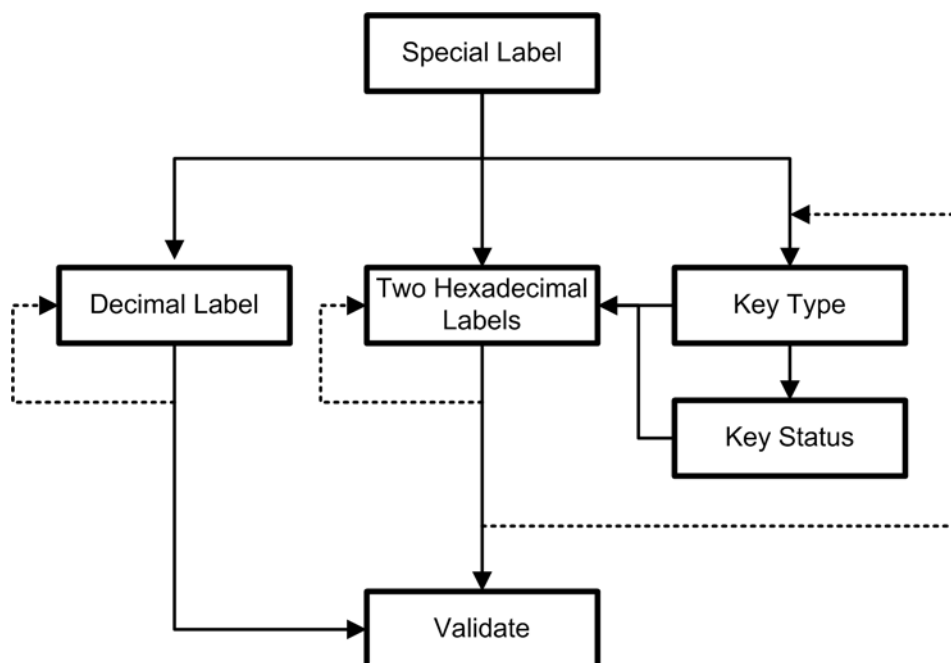 Special Label
Decimal Label
Two Hexadecimal
Labels
Key Type
Key Status
Validate